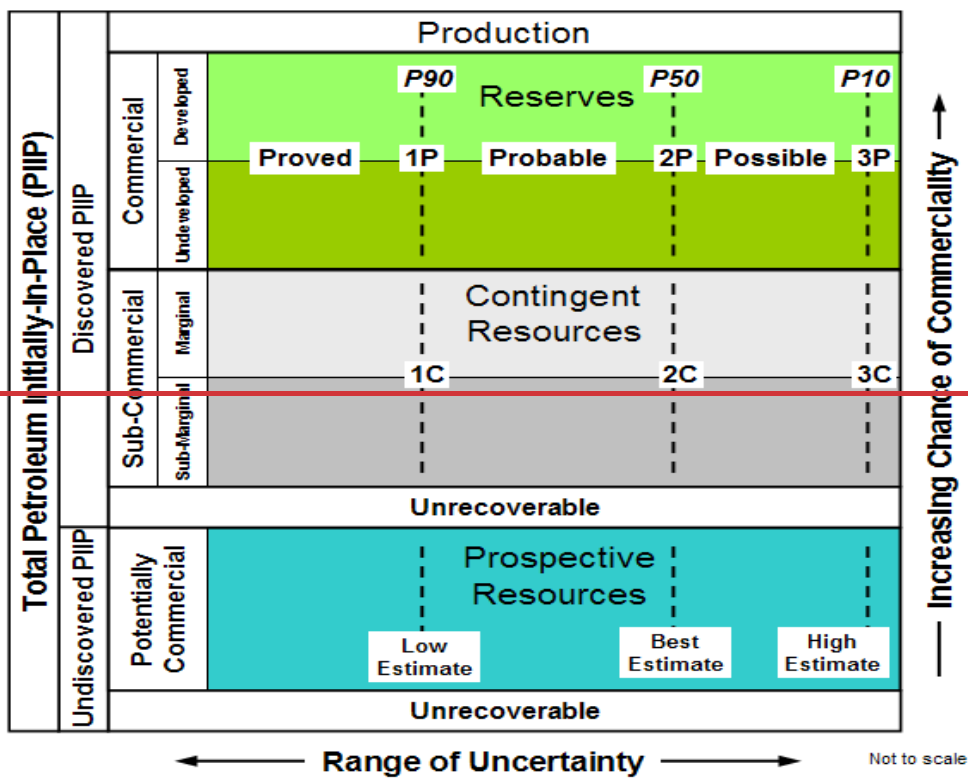 Production
Total Petroleum Initially-In-Place (PIIP)
Discovered PIIP
Commercial
Developed
Undeveloped
P90
P50
P10
Reserves
Proved
1P
Probable
2P
Possible
3P
Sub-Commercial
Marginal
Sub-Marginal
Contingent
Resources
1C
2C
3C
Unrecoverable
Undiscovered PIIP
Potentially
Commercial
Prospective
Resources
Low
Estimate
Best
Estimate
High
Estimate
Unrecoverable
Increasing Chance of Commerciality
Range of Uncertainty
Not to scale